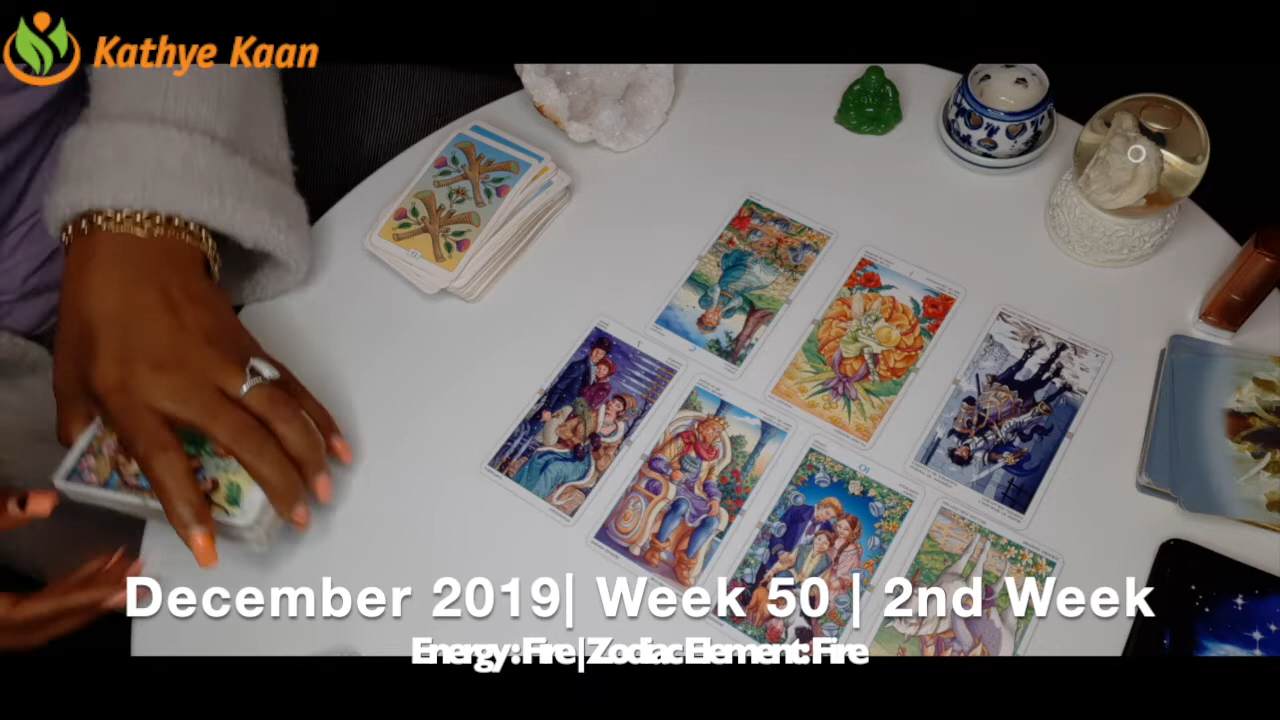 Kathye Kaan
December 2019| Week 50 | 2nd Week
Energy: Fire | Zodiac Element: Fire